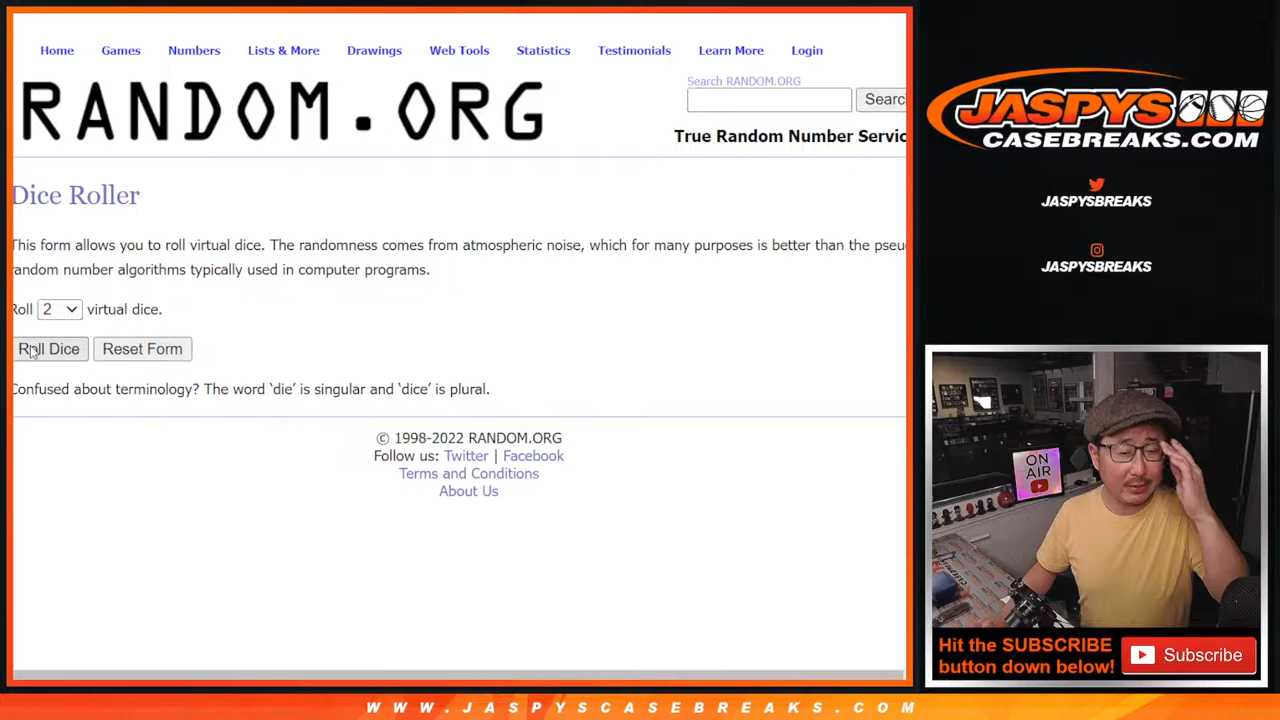 Home Games Numbers Lists & More Drawings Web Tools Statistics Testimonials Learn More Login
RANDOM.ORG
Search RANDOM.ORG
Searc
True Random Number Servic
Dice Roller
This form allows you to roll virtual dice. The randomness comes from atmospheric noise, which for many purposes is better than the pseu
random number algorithms typically used in computer programs.
Roll 2 virtual dice.
Roll Dice Reset Form
Confused about terminology? The word ‘die’ is singular and ‘dice’ is plural.
© 1998-2022 RANDOM.ORG
Follow us: Twitter | Facebook
Terms and Conditions
About Us
JASPYS
CASEBREAKS.COM
JASPYSBREAKS
JASPYSBREAKS
ON
AIR
Hit the SUBSCRIBE
button down below!
Subscribe
WWW.JASPYSCASEBREAKS.COM